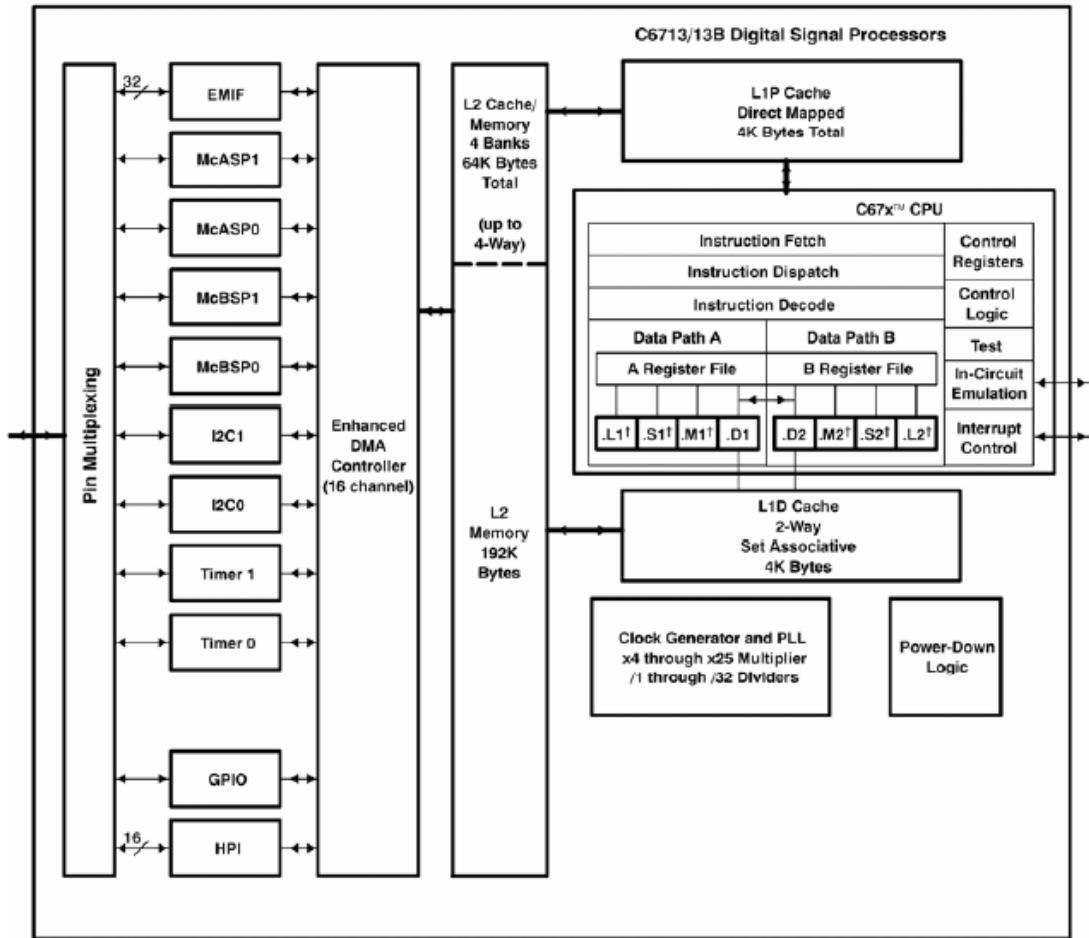 C6713/13B Digital Signal Processors
Pin Multiplexing
32
EMIF
McASP1
McASP0
McBSP1
McBSP0
I2C1
I2C0
Timer 1
Timer 0
GPIO
16
HPI
Enhanced
DMA
Controller
(16 channel)
L2 Cache/
Memory
4 Banks
64K Bytes
Total
(up to
4-Way)
L2
Memory
192K
Bytes
L1P Cache
Direct Mapped
4K Bytes Total
C67x™ CPU
Instruction Fetch
Instruction Dispatch
Instruction Decode
Data Path A
Data Path B
A Register File
B Register File
.L1† .S1† .M1† .D1
.D2 .M2† .S2† .L2†
Control
Registers
Control
Logic
Test
In-Circuit
Emulation
Interrupt
Control
L1D Cache
2-Way
Set Associative
4K Bytes
Clock Generator and PLL
x4 through x25 Multiplier
/1 through /32 Dividers
Power-Down
Logic